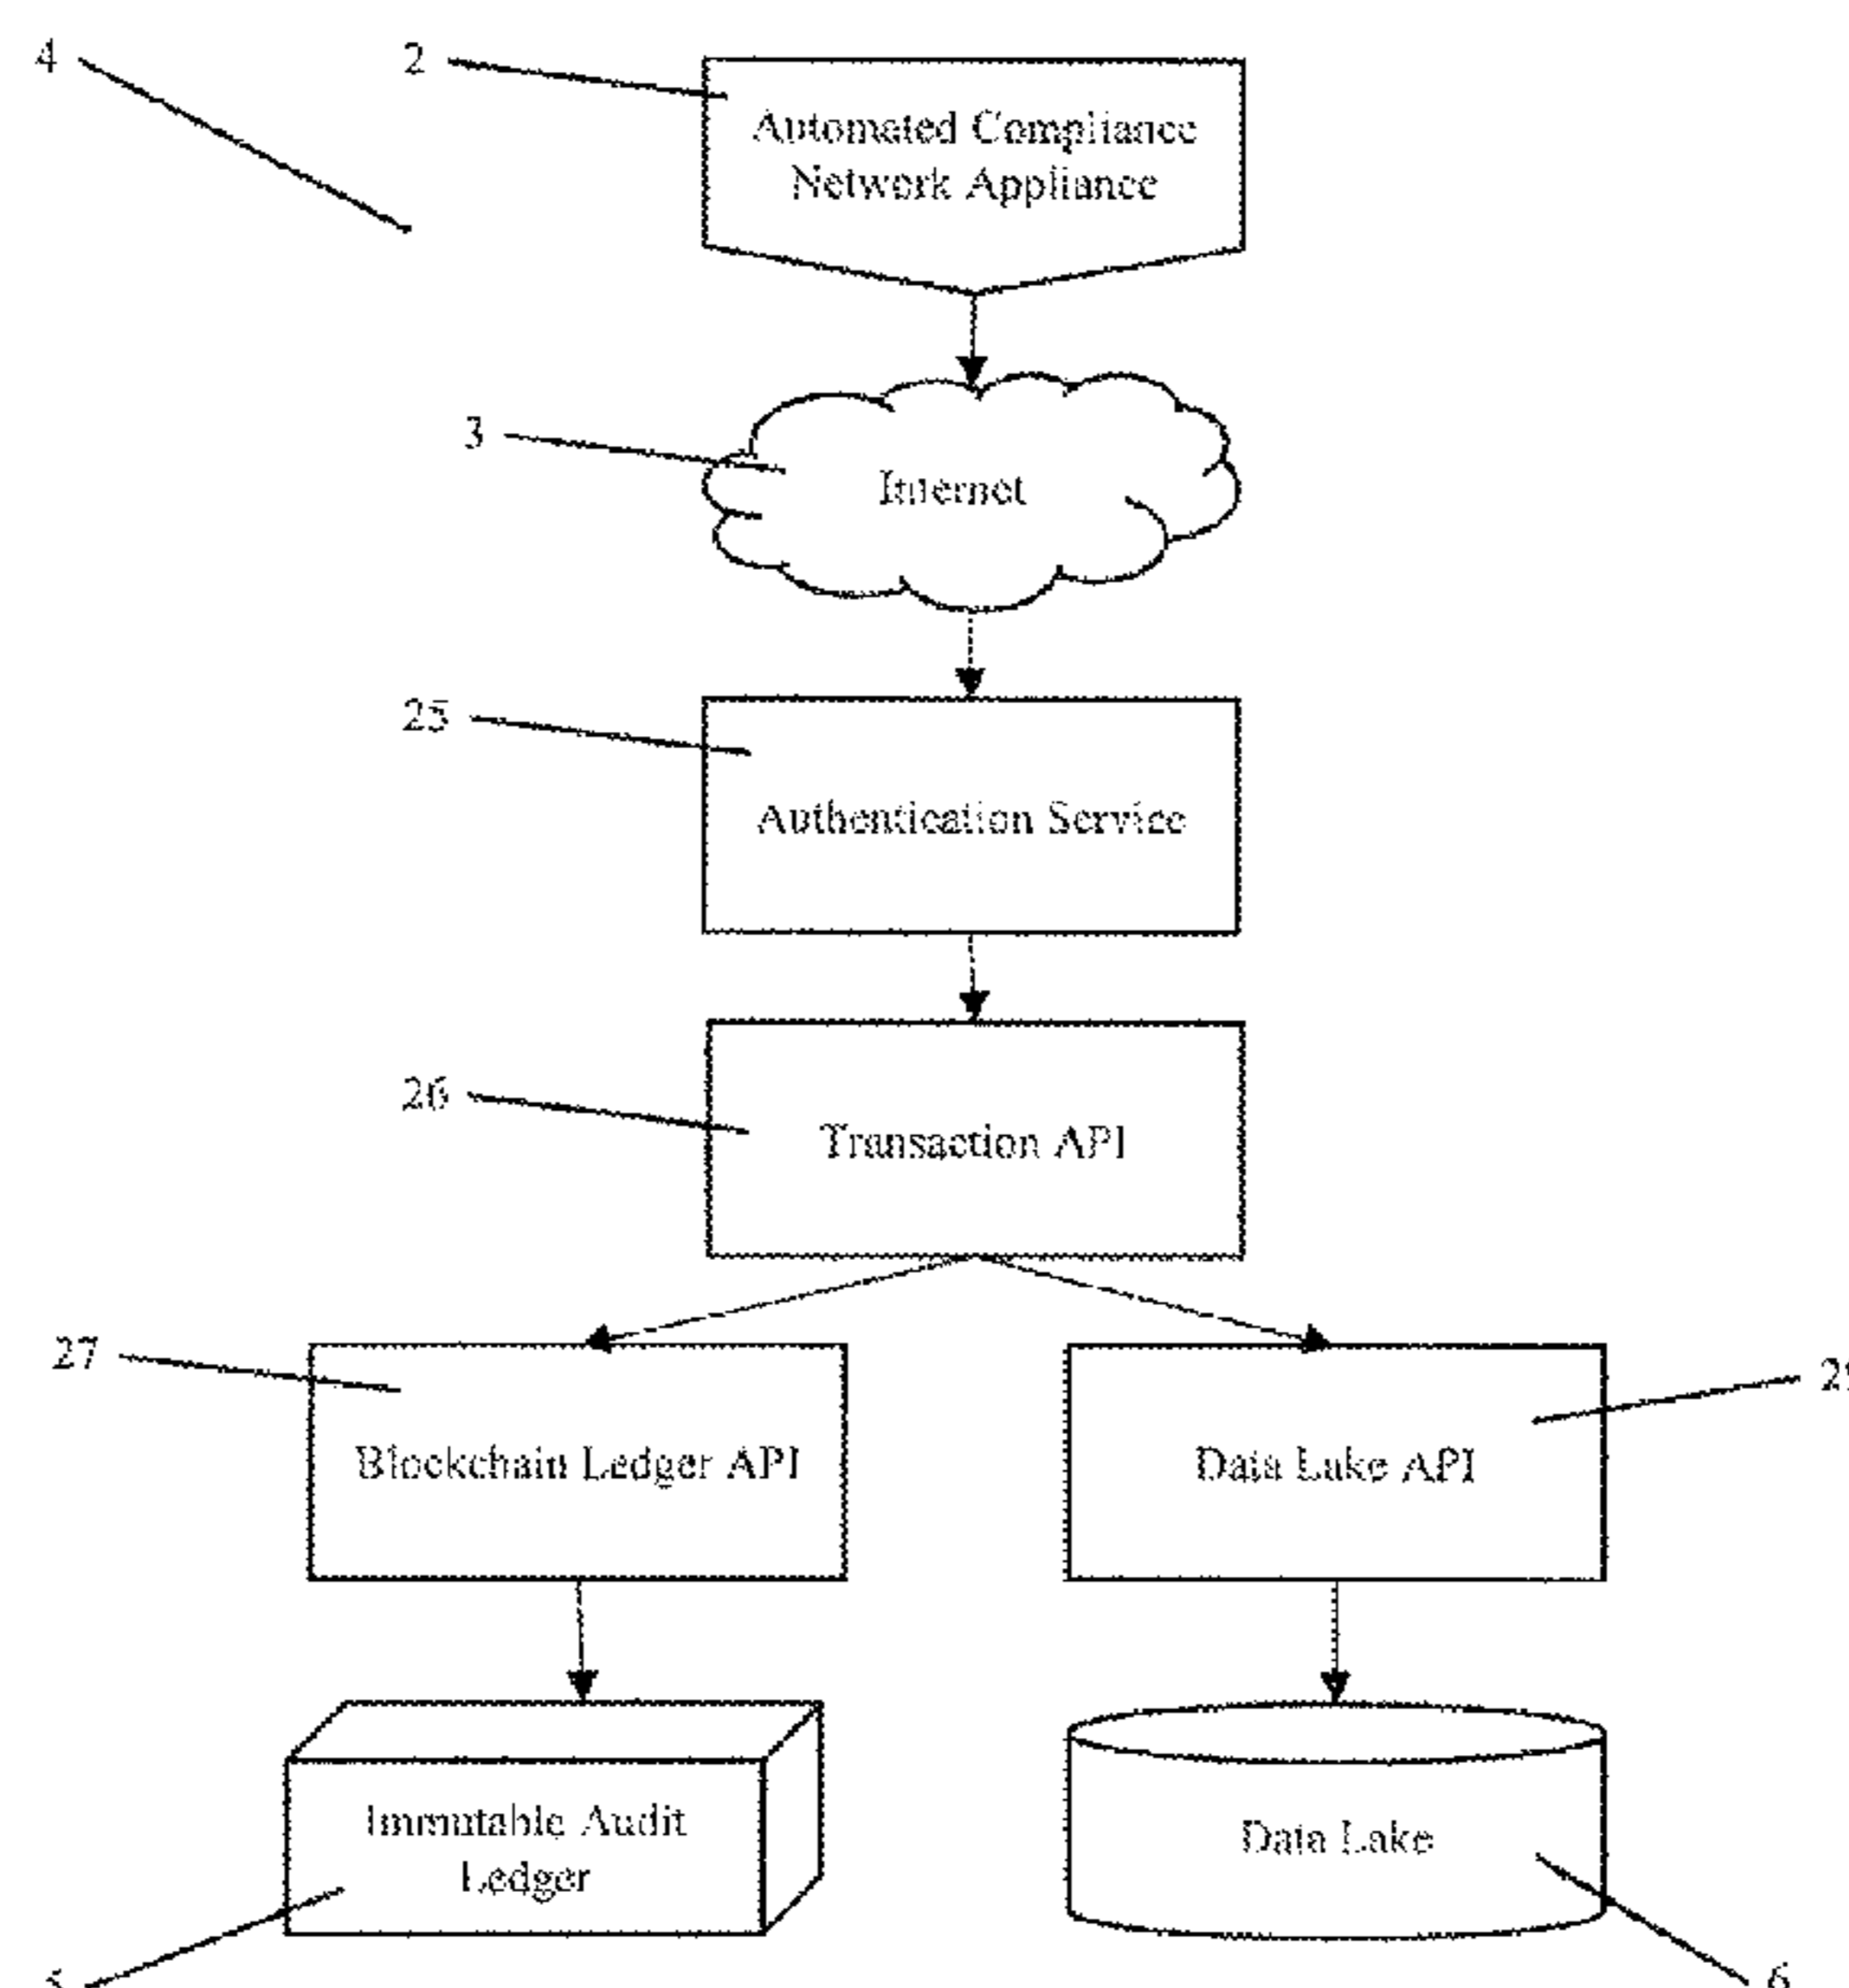 4
2
Automated Compliance
Network Appliance
3
Internet
25
Authentication Service
26
Transaction API
27
Blockchain Ledger API
Data Lake API
Immutable Audit
Ledger
Data Lake
5
6